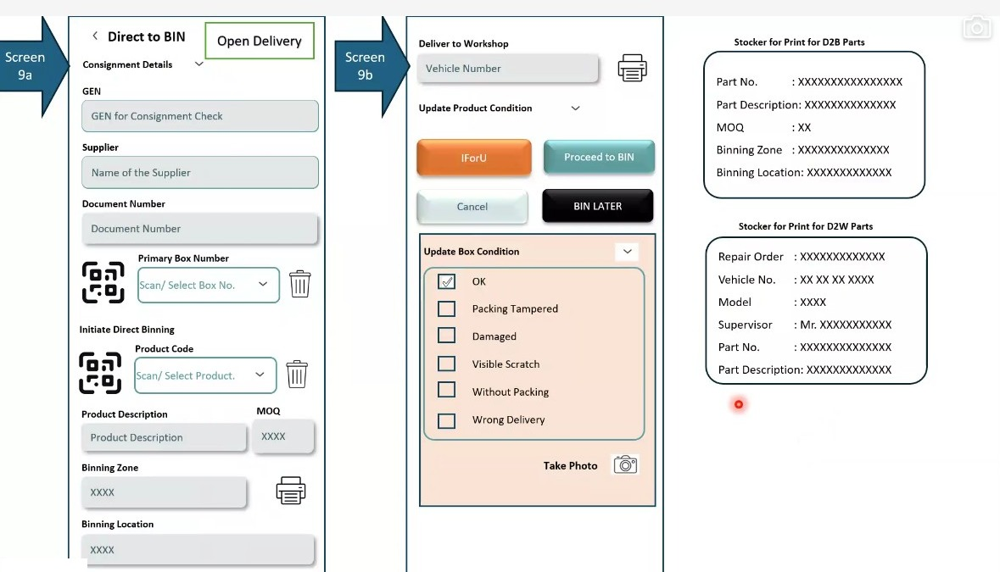 Screen
9a
Direct to BIN
Open Delivery
Consignment Details
GEN
GEN for Consignment Check
Supplier
Name of the Supplier
Document Number
Document Number
Primary Box Number
Scan/ Select Box No.
Initiate Direct Binning
Product Code
Scan/ Select Product.
Product Description
MOQ
Product Description
XXXX
Binning Zone
XXXX
Binning Location
XXXX
Screen
9b
Deliver to Workshop
Vehicle Number
Update Product Condition
IForU
Proceed to BIN
Cancel
BIN LATER
Update Box Condition
OK
Packing Tampered
Damaged
Visible Scratch
Without Packing
Wrong Delivery
Take Photo
Stocker for Print for D2B Parts
Part No. : XXXXXXXXXXXXXXXX
Part Description: XXXXXXXXXXXXXX
MOQ : XX
Binning Zone : XXXXXXXXXXXXXX
Binning Location: XXXXXXXXXXXXX
Stocker for Print for D2W Parts
Repair Order : XXXXXXXXXXXXX
Vehicle No. : XX XX XX XXXX
Model : XXXX
Supervisor : Mr. XXXXXXXXXXX
Part No. : XXXXXXXXXXXXXX
Part Description: XXXXXXXXXXXXX